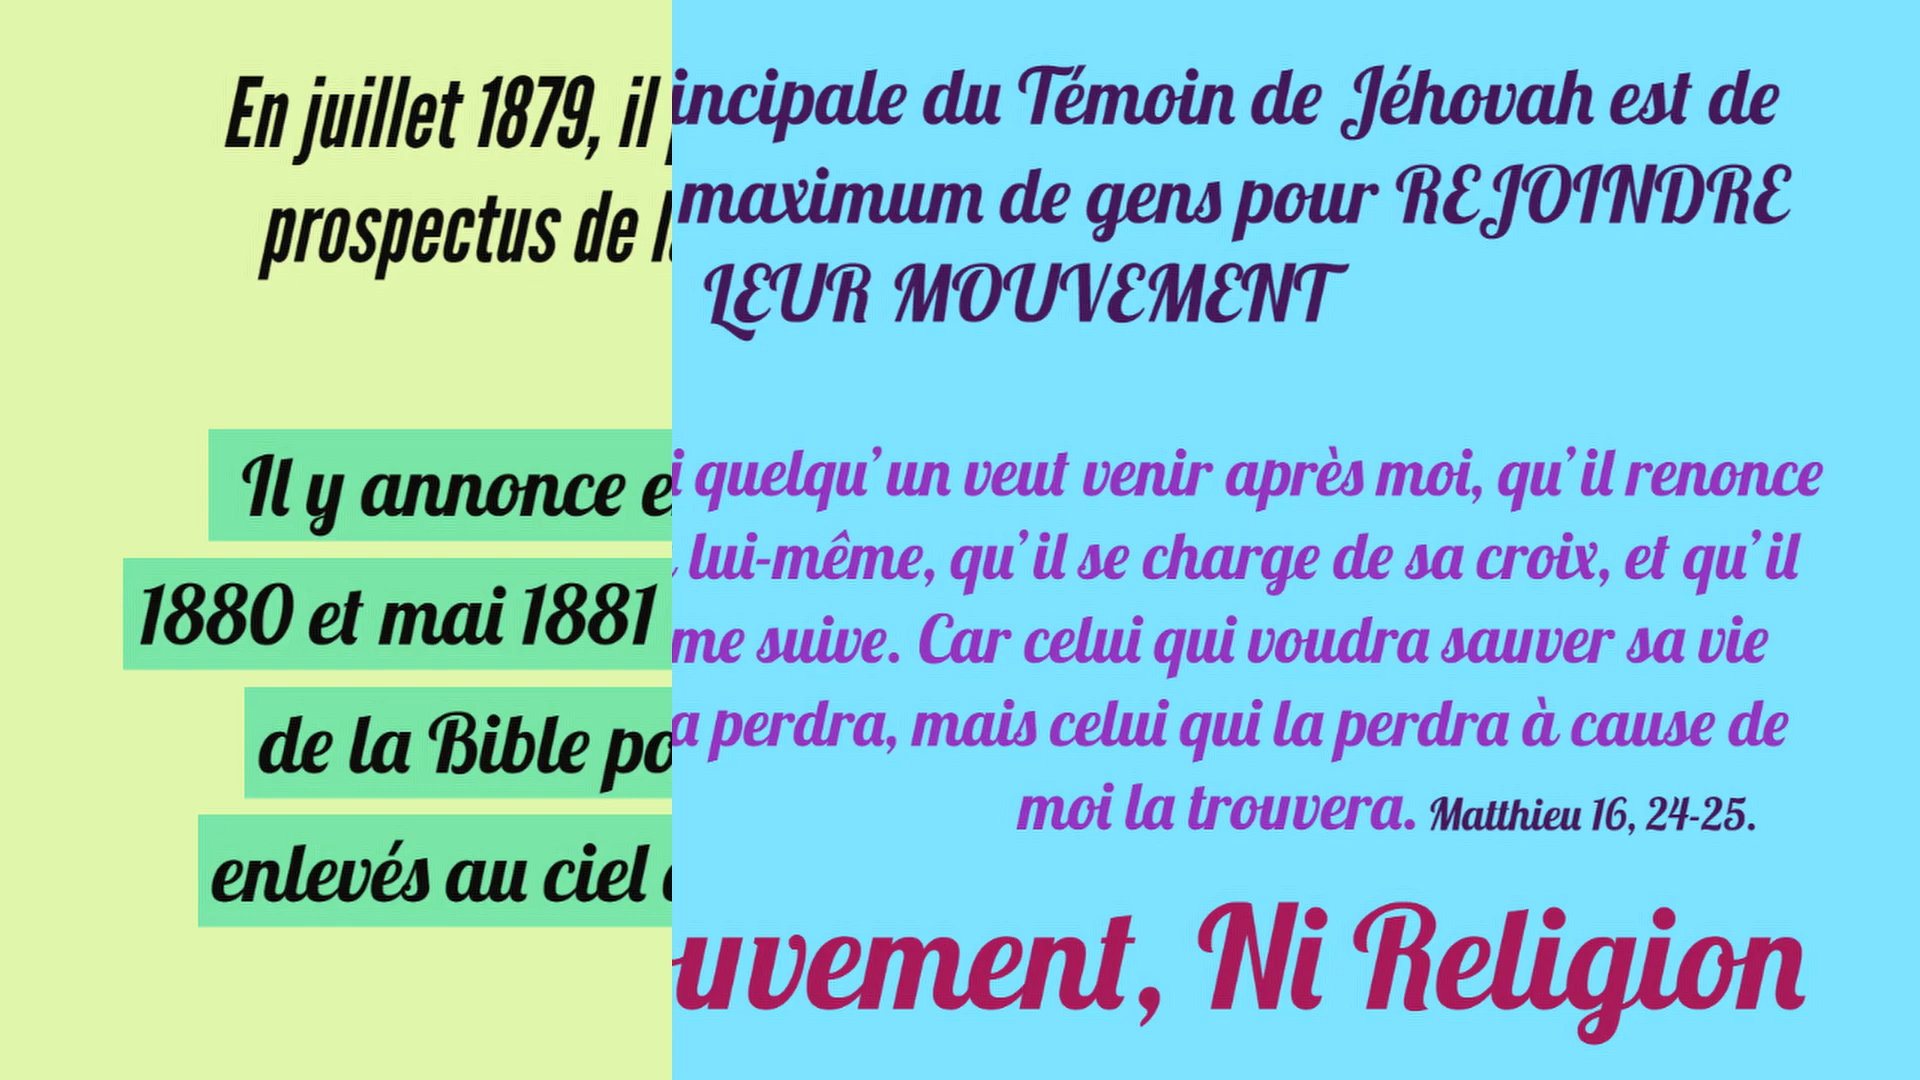 En juillet 1879, il
prospectus de
Il y annonce
1880 et mai 1881
de la Bible
enlevés au ciel
du Témoin de Jéhovah est de
maximum de gens pour REJOINDRE
LEUR MOUVEMENT
quelqu’un veut venir après moi, qu’il renonce
lui-même, qu’il se charge de sa croix, et qu’il
me suive. Car celui qui voudra sauver sa vie
perdra, mais celui qui la perdra à cause de
moi la trouvera. Matthieu 16, 24-25.
Ni Religion